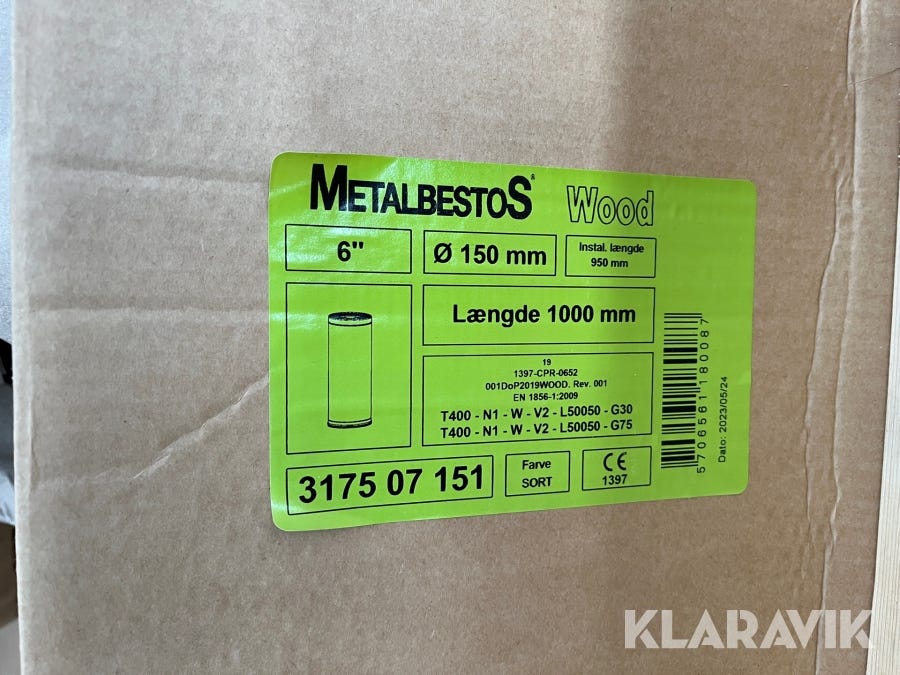 METALBESTOS® Wood
6"
Ø 150 mm
Instal. længde
950 mm
Længde 1000 mm
19
1397-CPR-0652
001DoP2019WOOD. Rev. 001
EN 1856-1:2009
T400 - N1 - W - V2 - L50050 - G30
T400 - N1 - W - V2 - L50050 - G75
3175 07 151
Farve
SORT
CE
1397
5706561180087
Dato: 2023/05/24
KLARAVIK